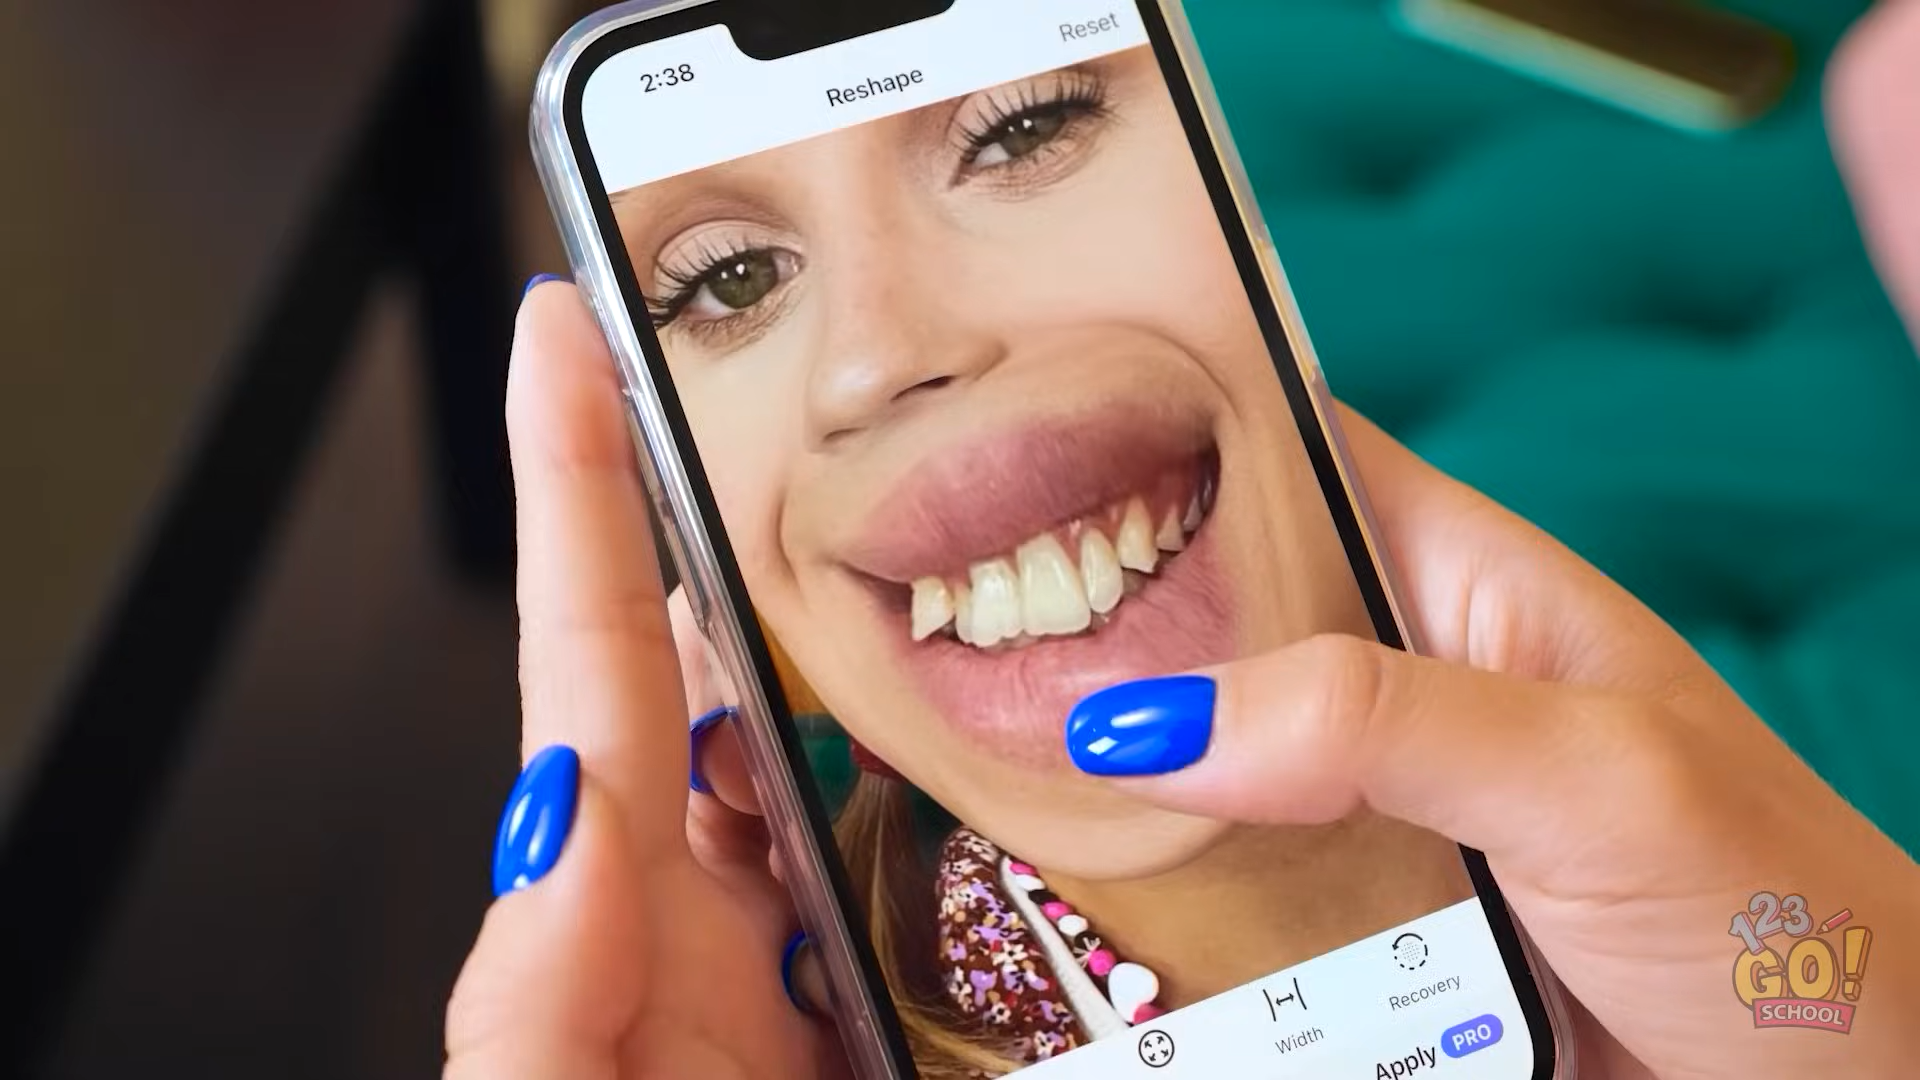 2:38
Reset
Reshape
Width
Recovery
Apply PRO
123
GO!
SCHOOL